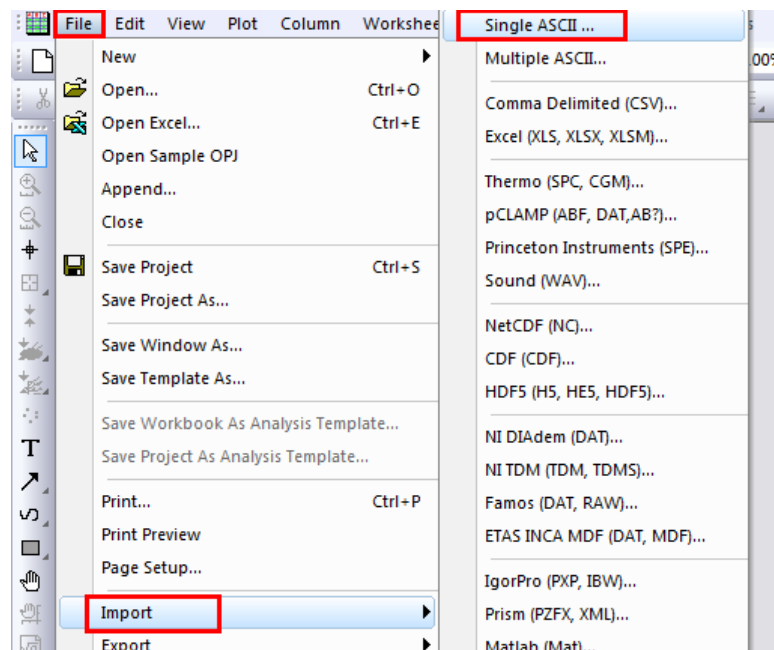 File Edit View Plot Column Workshee
New
Open... Ctrl+O
Open Excel... Ctrl+E
Open Sample OPJ
Append...
Close
Save Project Ctrl+S
Save Project As...
Save Window As...
Save Template As...
Save Workbook As Analysis Template...
Save Project As Analysis Template...
Print... Ctrl+P
Print Preview
Page Setup...
Import
Export
Single ASCII ...
Multiple ASCII...
Comma Delimited (CSV)...
Excel (XLS, XLSX, XLSM)...
Thermo (SPC, CGM)...
pCLAMP (ABF, DAT,AB?)...
Princeton Instruments (SPE)...
Sound (WAV)...
NetCDF (NC)...
CDF (CDF)...
HDF5 (H5, HE5, HDF5)...
NI DIAdem (DAT)...
NI TDM (TDM, TDMS)...
Famos (DAT, RAW)...
ETAS INCA MDF (DAT, MDF)...
IgorPro (PXP, IBW)...
Prism (PZFX, XML)...
Matlab (Mat)...
T